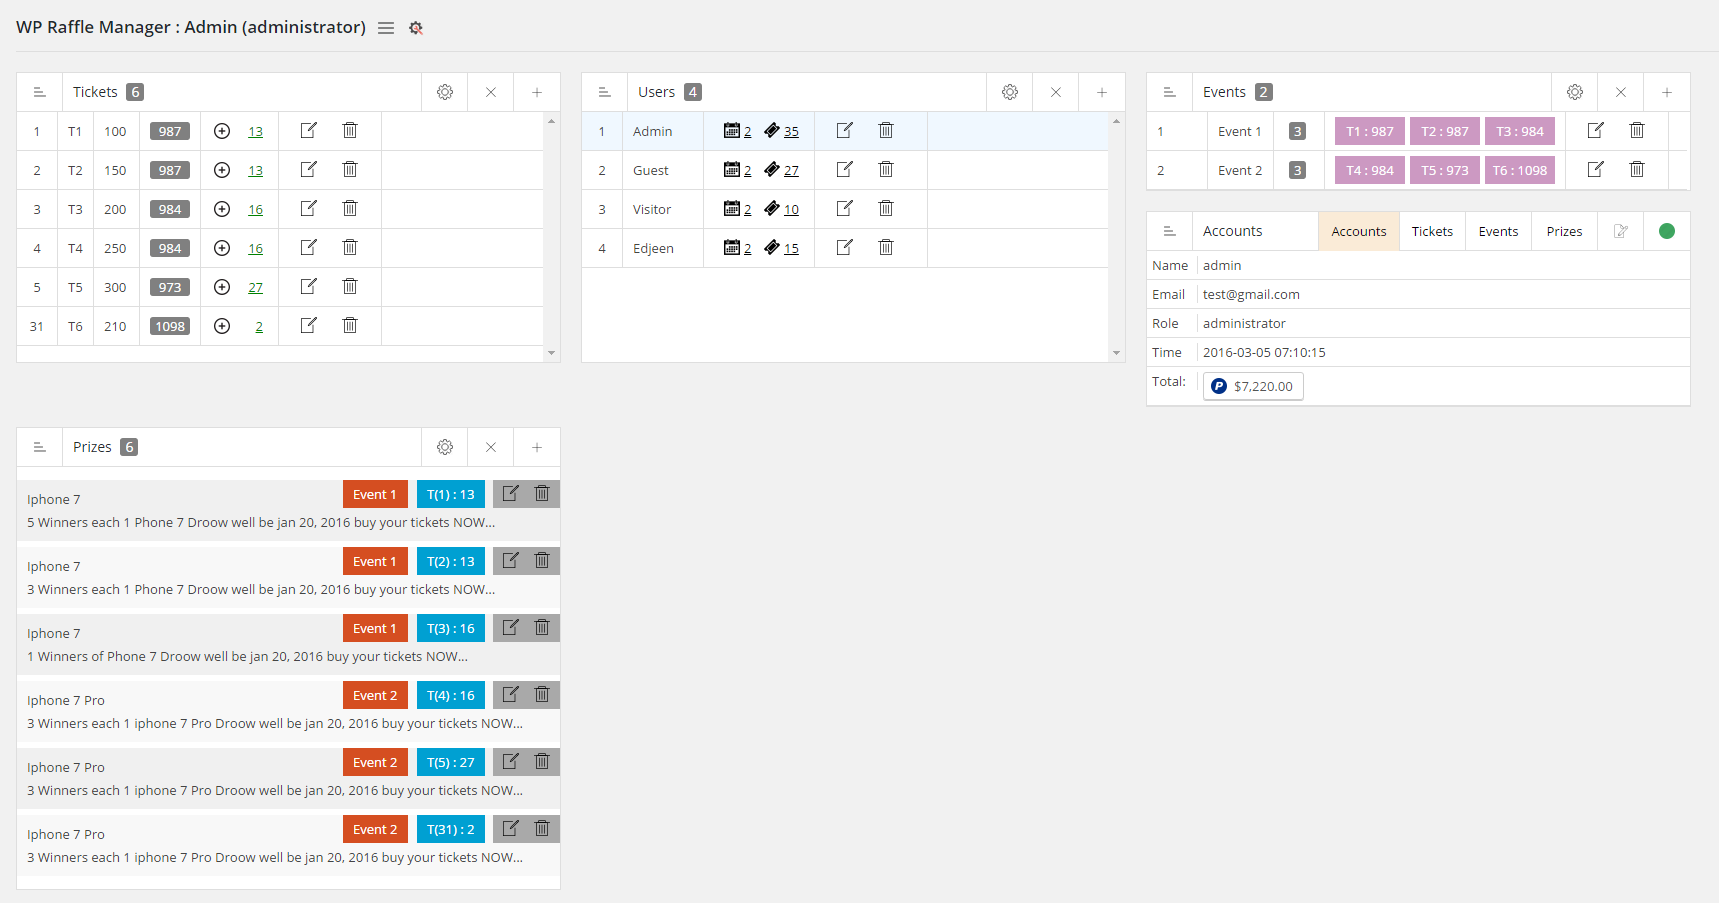 WP Raffle Manager : Admin (administrator)
Tickets 6
1 T1 100 987 13
2 T2 150 987 13
3 T3 200 984 16
4 T4 250 984 16
5 T5 300 973 27
31 T6 210 1098 2
Users 4
1 Admin 2 35
2 Guest 2 27
3 Visitor 2 10
4 Edjeen 2 15
Events 2
1 Event 1 3 T1 : 987 T2 : 987 T3 : 984
2 Event 2 3 T4 : 984 T5 : 973 T6 : 1098
Accounts Accounts Tickets Events Prizes
Name admin
Email test@gmail.com
Role administrator
Time 2016-03-05 07:10:15
Total: P $7,220.00
Prizes 6
Iphone 7 Event 1 T(1) : 13
5 Winners each 1 Phone 7 Droow well be jan 20, 2016 buy your tickets NOW...
Iphone 7 Event 1 T(2) : 13
3 Winners each 1 Phone 7 Droow well be jan 20, 2016 buy your tickets NOW...
Iphone 7 Event 1 T(3) : 16
1 Winners of Phone 7 Droow well be jan 20, 2016 buy your tickets NOW...
Iphone 7 Pro Event 2 T(4) : 16
3 Winners each 1 iphone 7 Pro Droow well be jan 20, 2016 buy your tickets NOW...
Iphone 7 Pro Event 2 T(5) : 27
3 Winners each 1 iphone 7 Pro Droow well be jan 20, 2016 buy your tickets NOW...
Iphone 7 Pro Event 2 T(31) : 2
3 Winners each 1 iphone 7 Pro Droow well be jan 20, 2016 buy your tickets NOW...